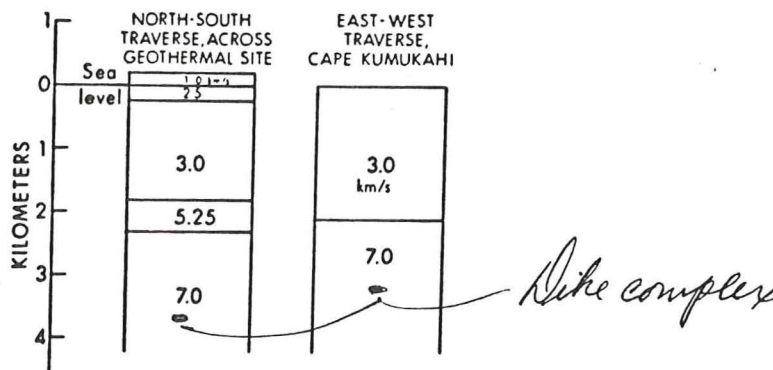 1
NORTH-SOUTH
TRAVERSE, ACROSS
GEOTHERMAL SITE
EAST-WEST
TRAVERSE,
CAPE KUMUKAHI
0
Sea
level
2.5
1
3.0
3.0
km/s
2
5.25
3
7.0
7.0
4
KILOMETERS
Dike complex